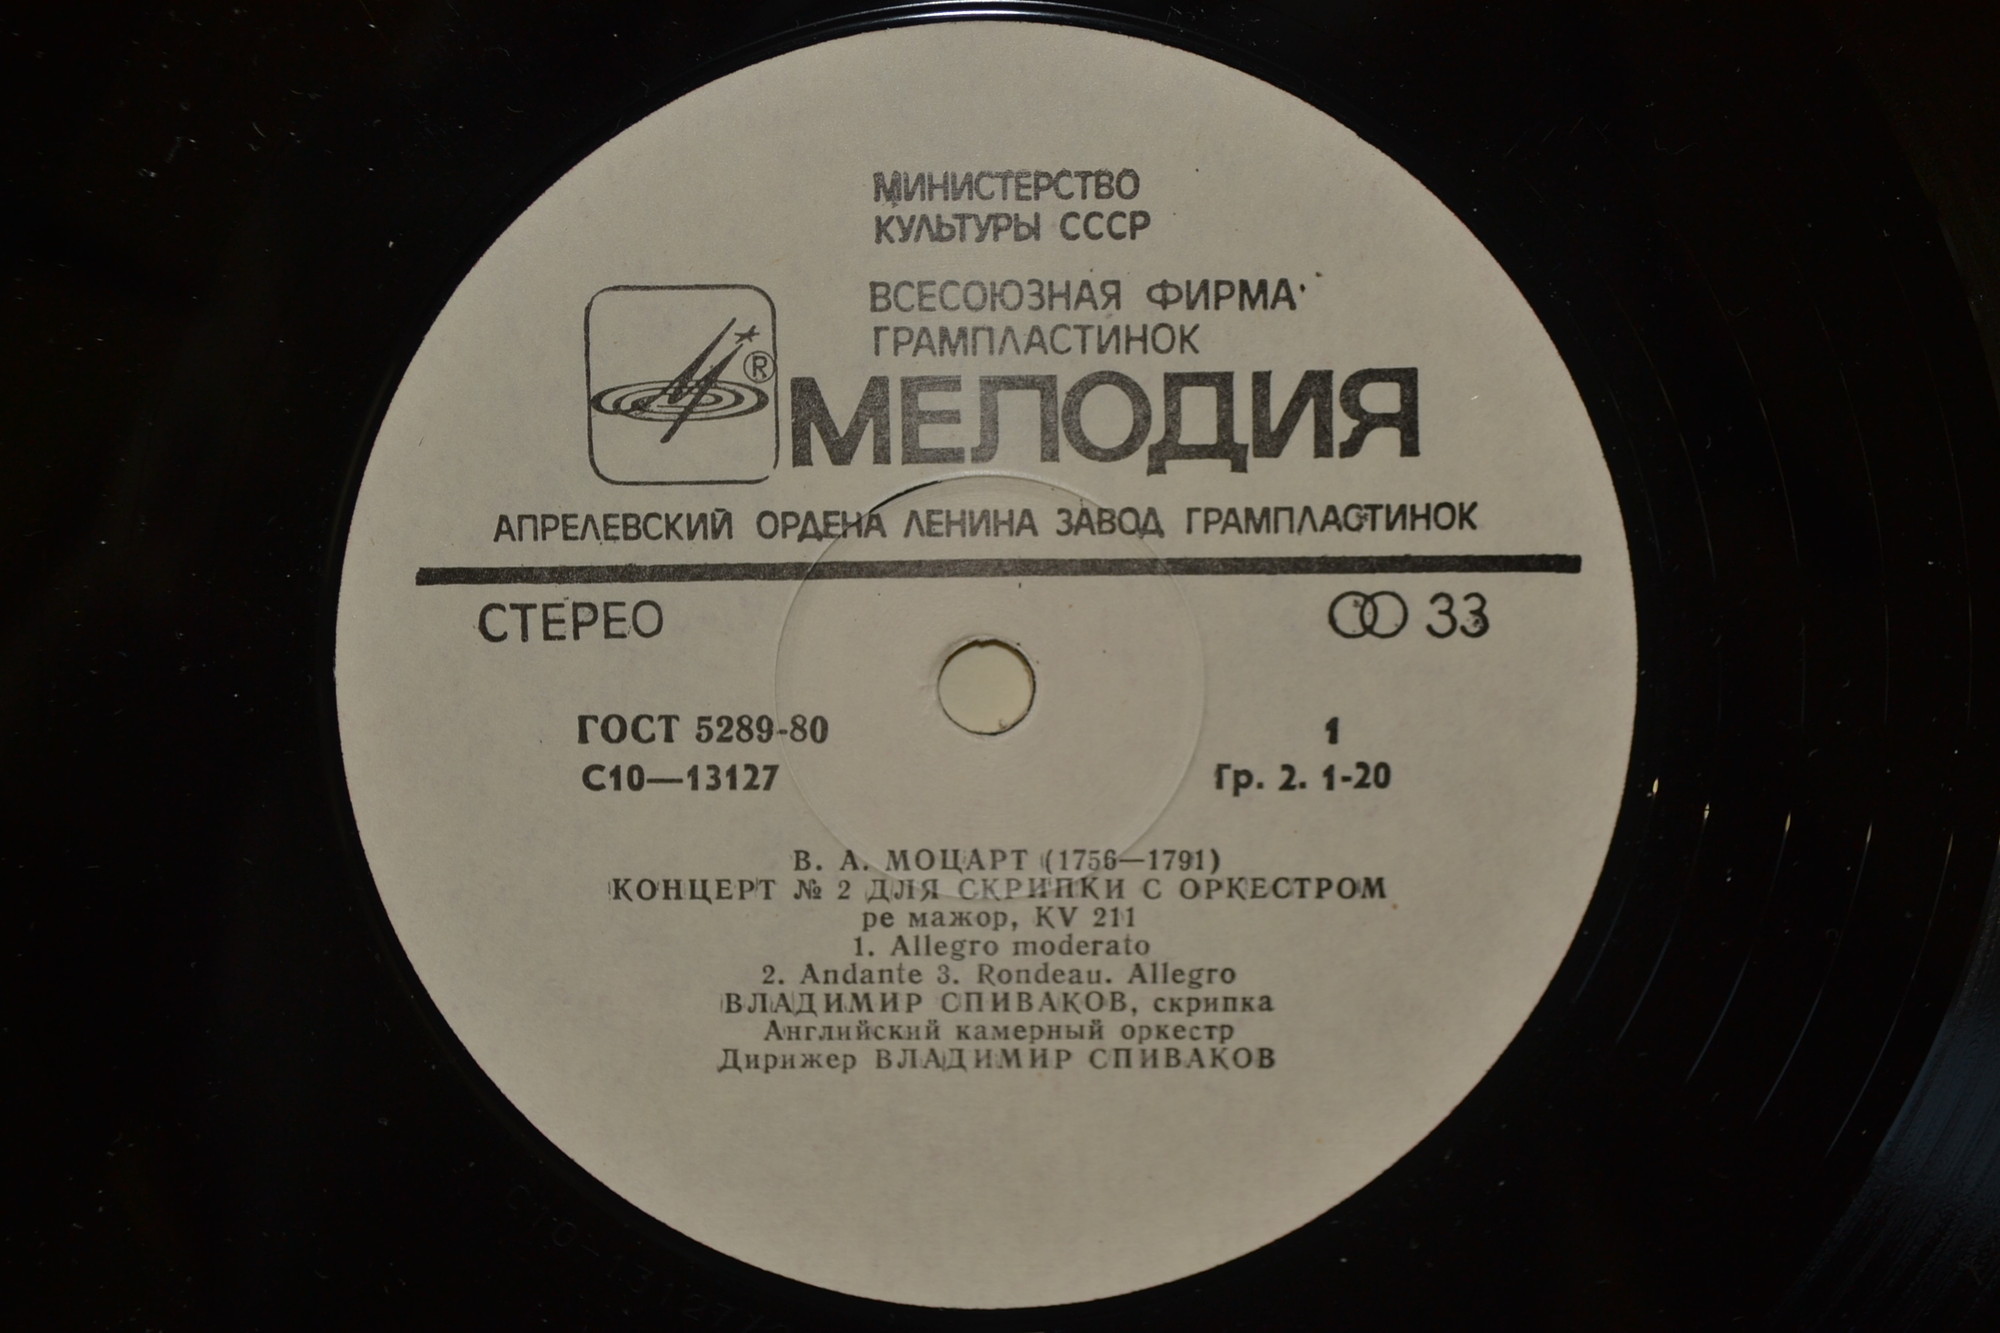 МИНИСТЕРСТВО
КУЛЬТУРЫ СССР
ВСЕСОЮЗНАЯ ФИРМА
ГРАМПЛАСТИНОК
®
МЕЛОДИЯ
АПРЕЛЕВСКИЙ ОРДЕНА ЛЕНИНА ЗАВОД ГРАМПЛАСТИНОК
СТЕРЕО 33
ГОСТ 5289-80 1
С10—13127 Гр. 2. 1-20
В. А. МОЦАРТ (1756—1791)
КОНЦЕРТ № 2 ДЛЯ СКРИПКИ С ОРКЕСТРОМ
ре мажор, KV 211
1. Allegro moderato
2. Andante 3. Rondeau. Allegro
ВЛАДИМИР СПИВАКОВ, скрипка
Английский камерный оркестр
Дирижер ВЛАДИМИР СПИВАКОВ